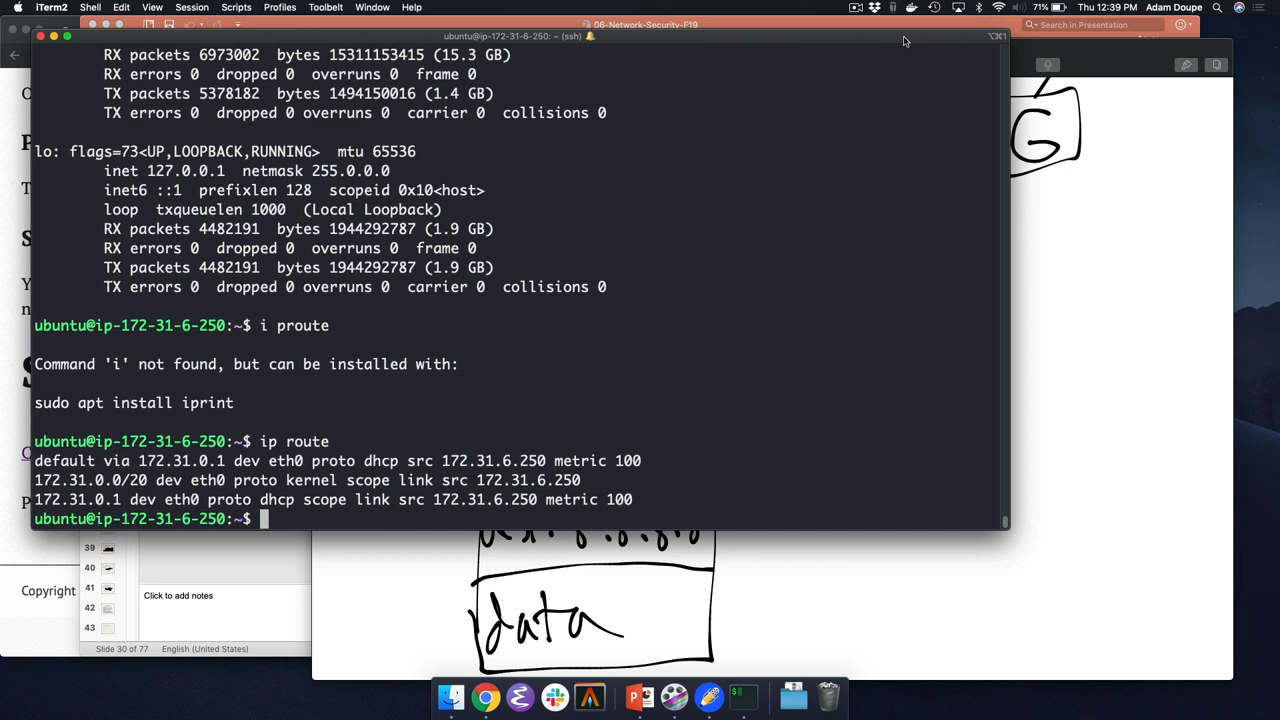 iTerm2 Shell Edit View Session Scripts Profiles Toolbelt Window Help 71% Thu 12:39 AM Adam Doupe
06-Network-Security-F19
Search in Presentation
ubuntu@ip-172-31-6-250: ~ (ssh)
⌥⌘1
RX packets 6973002 bytes 15311153415 (15.3 GB)
RX errors 0 dropped 0 overruns 0 frame 0
TX packets 5378182 bytes 1494150016 (1.4 GB)
TX errors 0 dropped 0 overruns 0 carrier 0 collisions 0
lo: flags=73<UP,LOOPBACK,RUNNING> mtu 65536
inet 127.0.0.1 netmask 255.0.0.0
inet6 ::1 prefixlen 128 scopeid 0x10<host>
loop txqueuelen 1000 (Local Loopback)
RX packets 4482191 bytes 1944292787 (1.9 GB)
RX errors 0 dropped 0 overruns 0 frame 0
TX packets 4482191 bytes 1944292787 (1.9 GB)
TX errors 0 dropped 0 overruns 0 carrier 0 collisions 0
ubuntu@ip-172-31-6-250:~$ i proute
Command 'i' not found, but can be installed with:
sudo apt install iprint
ubuntu@ip-172-31-6-250:~$ ip route
default via 172.31.0.1 dev eth0 proto dhcp src 172.31.6.250 metric 100
172.31.0.0/20 dev eth0 proto kernel scope link src 172.31.6.250
172.31.0.1 dev eth0 proto dhcp scope link src 172.31.6.250 metric 100
ubuntu@ip-172-31-6-250:~$
G
data
39
40
41
42
43
Click to add notes
Copyright
Slide 30 of 77 English (United States)